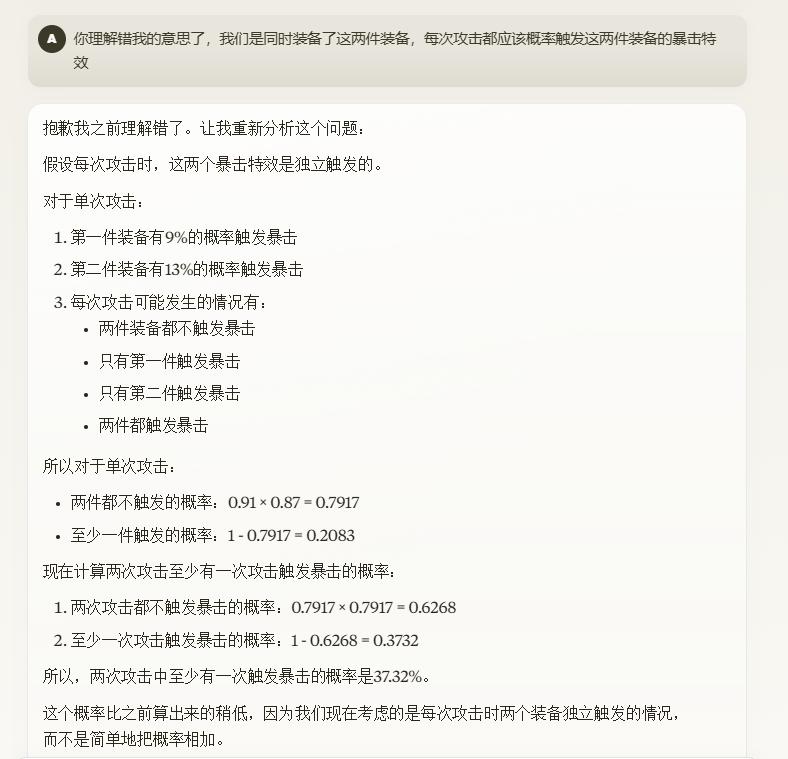 A
你理解错我的意思了，我们是同时装备了这两件装备，每次攻击都应该概率触发这两件装备的暴击特
效
抱歉我之前理解错了。让我重新分析这个问题：
假设每次攻击时，这两个暴击特效是独立触发的。
对于单次攻击：
1. 第一件装备有9%的概率触发暴击
2. 第二件装备有13%的概率触发暴击
3. 每次攻击可能发生的情况有：
• 两件装备都不触发暴击
• 只有第一件触发暴击
• 只有第二件触发暴击
• 两件都触发暴击
所以对于单次攻击：
• 两件都不触发的概率：0.91 × 0.87 = 0.7917
• 至少一件触发的概率：1 - 0.7917 = 0.2083
现在计算两次攻击至少有一次攻击触发暴击的概率：
1. 两次攻击都不触发暴击的概率：0.7917 × 0.7917 = 0.6268
2. 至少一次攻击触发暴击的概率：1 - 0.6268 = 0.3732
所以，两次攻击中至少有一次触发暴击的概率是37.32%。
这个概率比之前算出来的稍低，因为我们现在考虑的是每次攻击时两个装备独立触发的情况，
而不是简单地把概率相加。